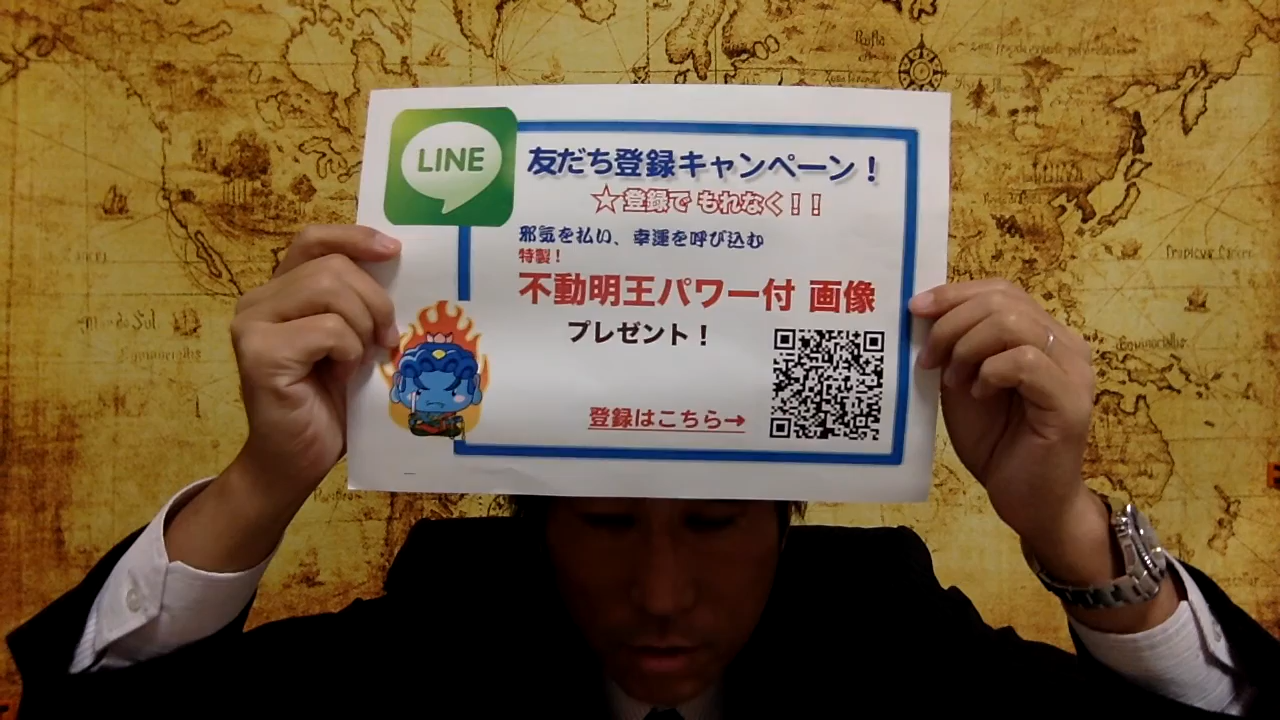 LINE
友だち登録キャンペーン！
☆登録で もれなく！！
邪気を払い、幸運を呼び込む
特製！
不動明王パワー付 画像
プレゼント！
登録はこちら→
Tropicus Cancri